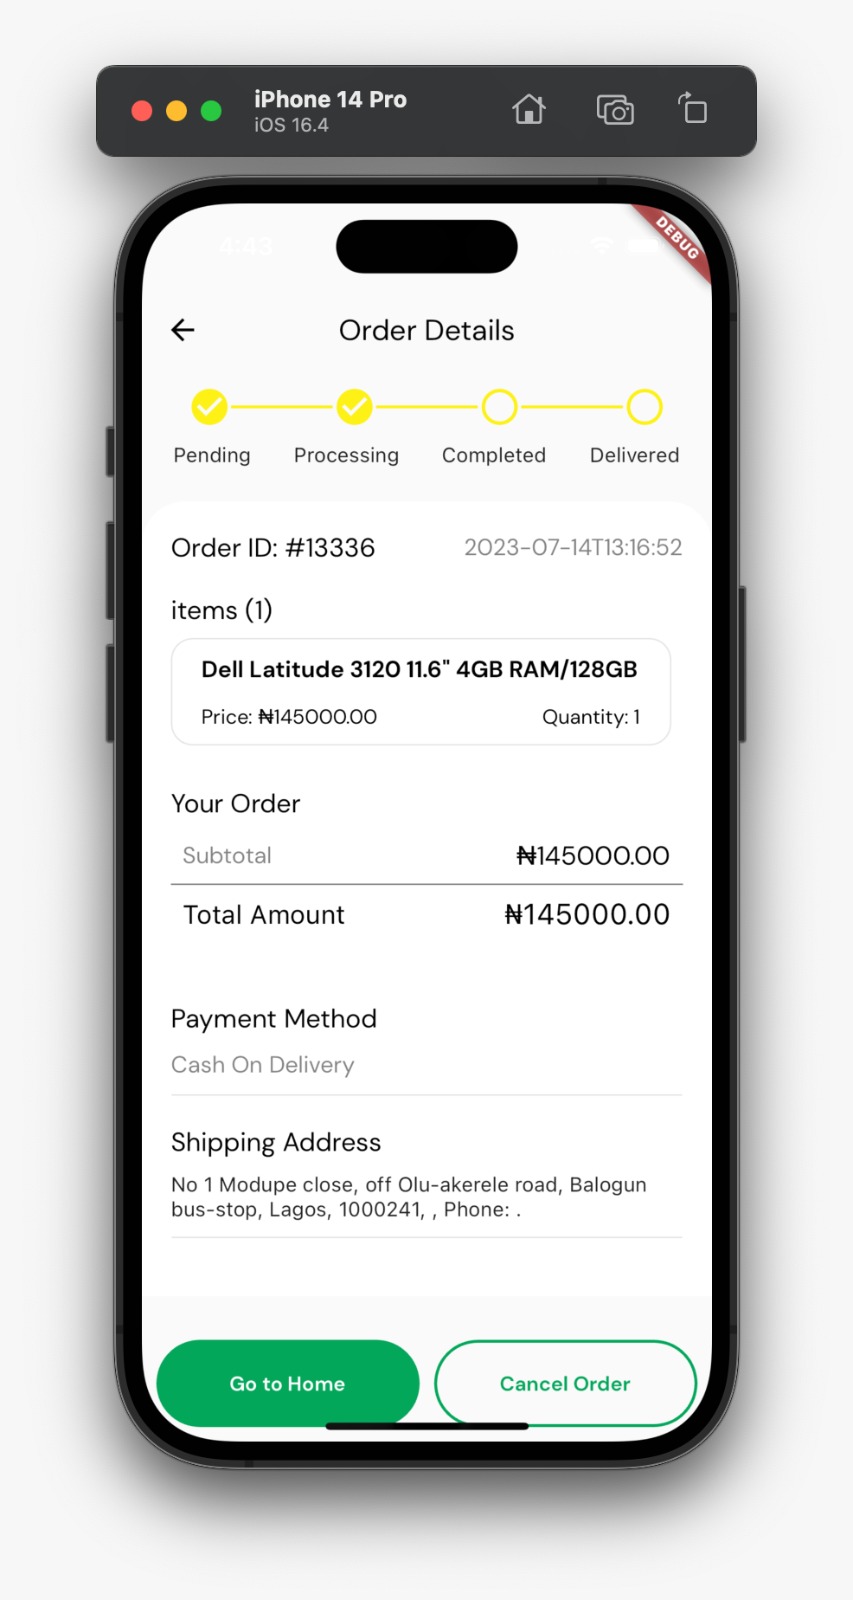 iPhone 14 Pro
iOS 16.4
4:43
DEBUG
Order Details
Pending Processing Completed Delivered
Order ID: #13336 2023-07-14T13:16:52
items (1)
Dell Latitude 3120 11.6" 4GB RAM/128GB
Price: ₦145000.00 Quantity: 1
Your Order
Subtotal ₦145000.00
Total Amount ₦145000.00
Payment Method
Cash On Delivery
Shipping Address
No 1 Modupe close, off Olu-akerele road, Balogun
bus-stop, Lagos, 1000241, , Phone: .
Go to Home Cancel Order